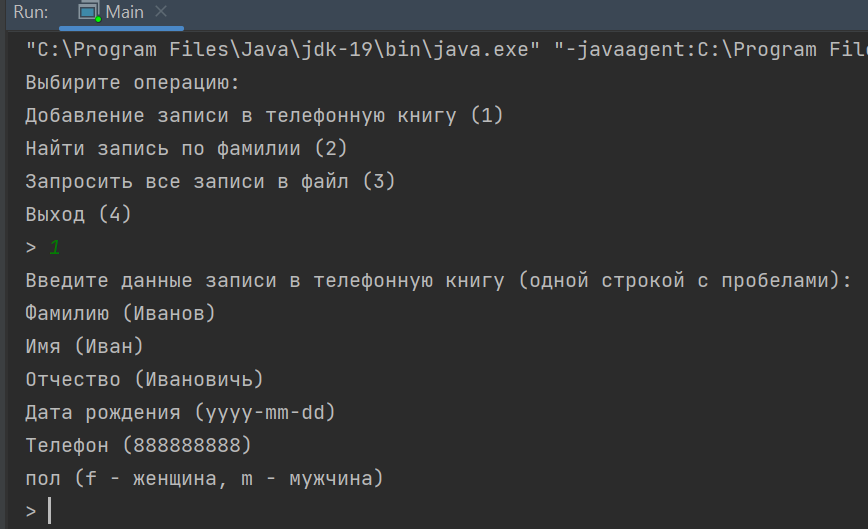 Run: Main
"C:\Program Files\Java\jdk-19\bin\java.exe" "-javaagent:C:\Program File
Выбирите операцию:
Добавление записи в телефонную книгу (1)
Найти запись по фамилии (2)
Запросить все записи в файл (3)
Выход (4)
> 1
Введите данные записи в телефонную книгу (одной строкой с пробелами):
Фамилию (Иванов)
Имя (Иван)
Отчество (Ивановичь)
Дата рождения (yyyy-mm-dd)
Телефон (888888888)
пол (f - женщина, m - мужчина)
>